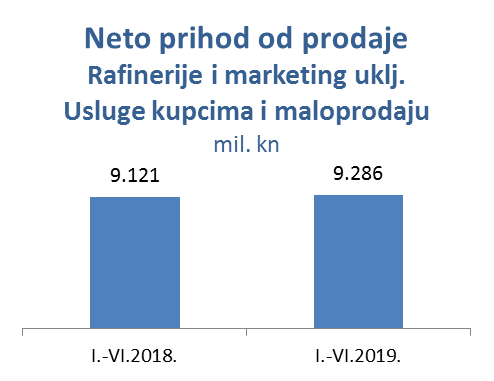 Neto prihod od prodaje
Rafinerije i marketing uklj.
Usluge kupcima i maloprodaju
mil. kn
9.121
9.286
I.-VI.2018.
I.-VI.2019.